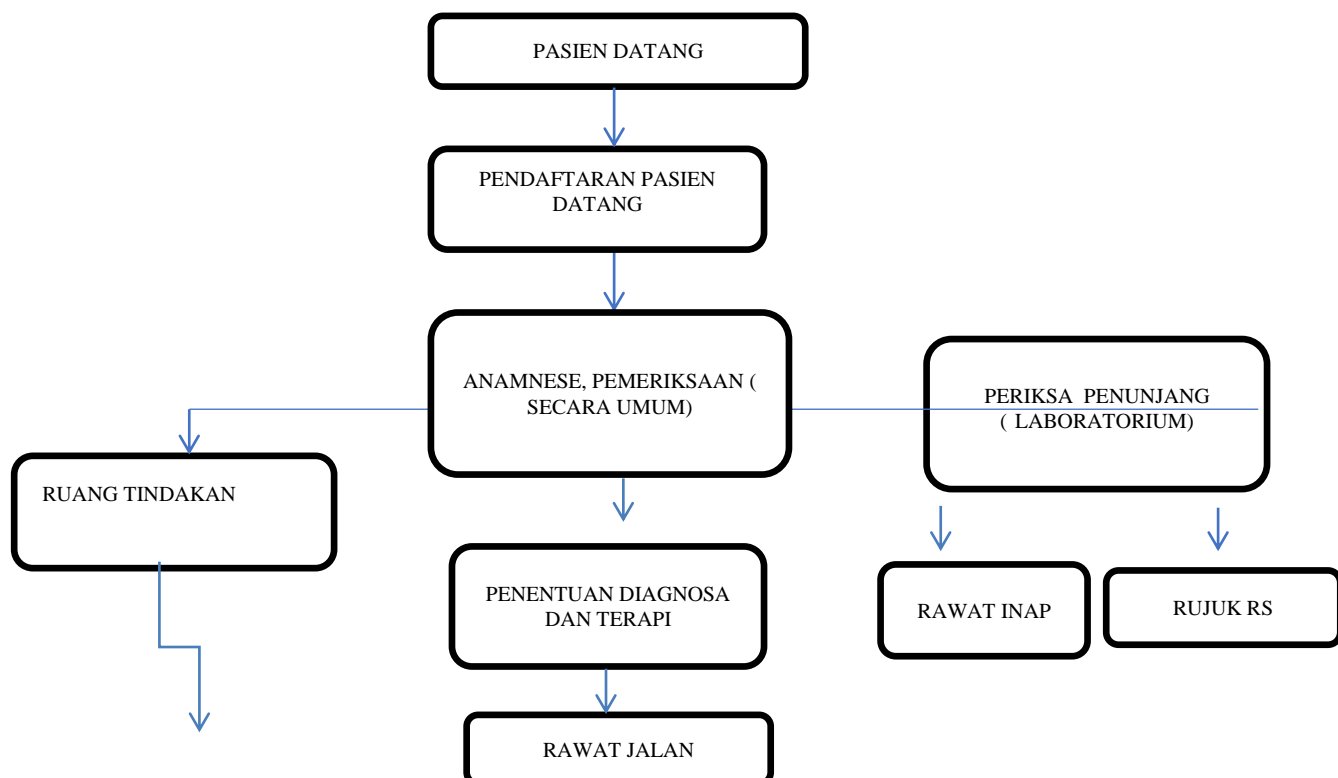 PASIEN DATANG
PENDAFTARAN PASIEN
DATANG
ANAMNESE, PEMERIKSAAN (
SECARA UMUM)
PERIKSA PENUNJANG
( LABORATORIUM)
RUANG TINDAKAN
PENENTUAN DIAGNOSA
DAN TERAPI
RAWAT INAP
RUJUK RS
RAWAT JALAN